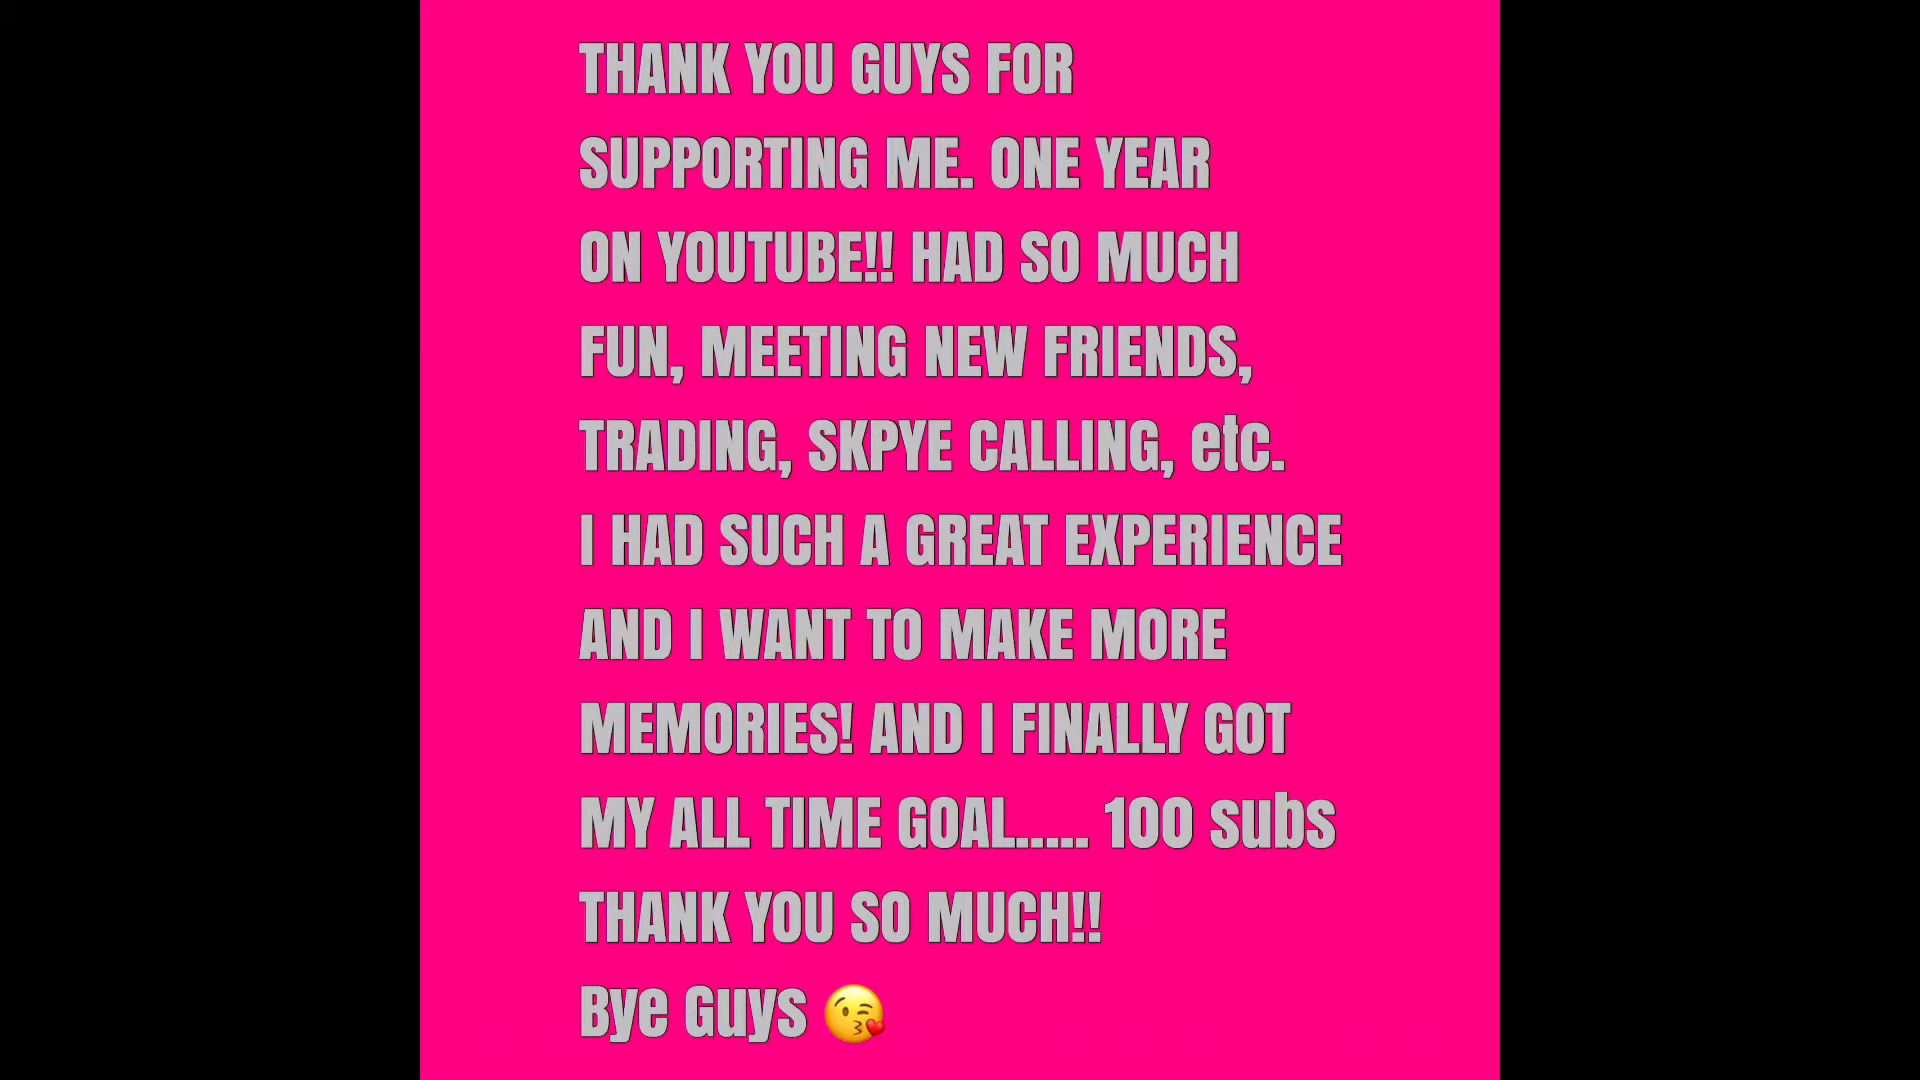 THANK YOU GUYS FOR
SUPPORTING ME. ONE YEAR
ON YOUTUBE!! HAD SO MUCH
FUN, MEETING NEW FRIENDS,
TRADING, SKPYE CALLING, etc.
I HAD SUCH A GREAT EXPERIENCE
AND I WANT TO MAKE MORE
MEMORIES! AND I FINALLY GOT
MY ALL TIME GOAL..... 100 subs
THANK YOU SO MUCH!!
Bye Guys 😘